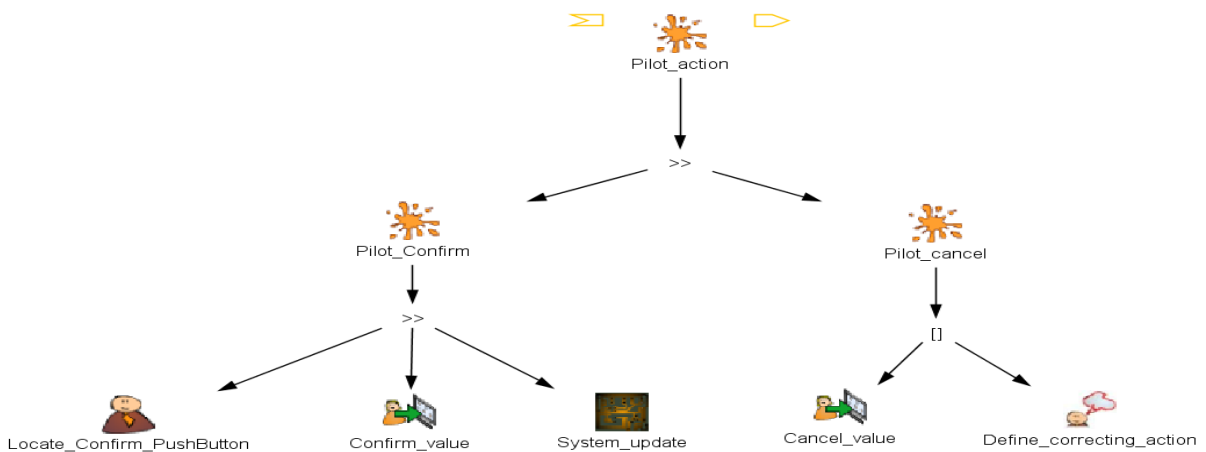 Pilot_action
>>
Pilot_Confirm
Pilot_cancel
>>
[]
Locate_Confirm_PushButton
Confirm_value
System_update
Cancel_value
Define_correcting_action